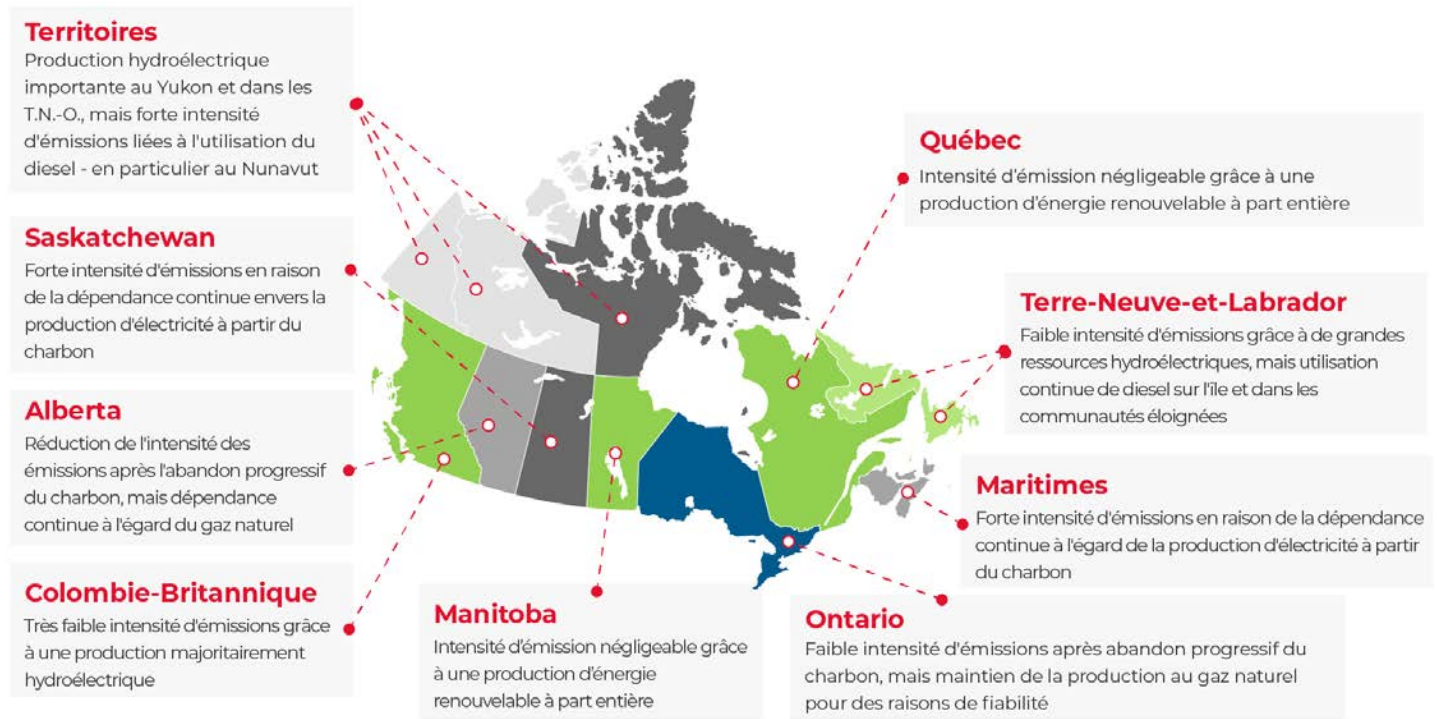 Territoires
Production hydroélectrique
importante au Yukon et dans les
T.N.-O., mais forte intensité
d'émissions liées à l'utilisation du
diesel - en particulier au Nunavut
Saskatchewan
Forte intensité d'émissions en raison
de la dépendance continue envers la
production d'électricité à partir du
charbon
Alberta
Réduction de l'intensité des
émissions après l'abandon progressif
du charbon, mais dépendance
continue à l'égard du gaz naturel
Colombie-Britannique
Très faible intensité d'émissions grâce
à une production majoritairement
hydroélectrique
Manitoba
Intensité d'émission négligeable grâce
à une production d'énergie
renouvelable à part entière
Québec
Intensité d'émission négligeable grâce à une
production d'énergie renouvelable à part entière
Terre-Neuve-et-Labrador
Faible intensité d'émissions grâce à de grandes
ressources hydroélectriques, mais utilisation
continue de diesel sur l'île et dans les
communautés éloignées
Maritimes
Forte intensité d'émissions en raison de la dépendance
continue à l'égard de la production d'électricité à partir
du charbon
Ontario
Faible intensité d'émissions après abandon progressif du
charbon, mais maintien de la production au gaz naturel
pour des raisons de fiabilité